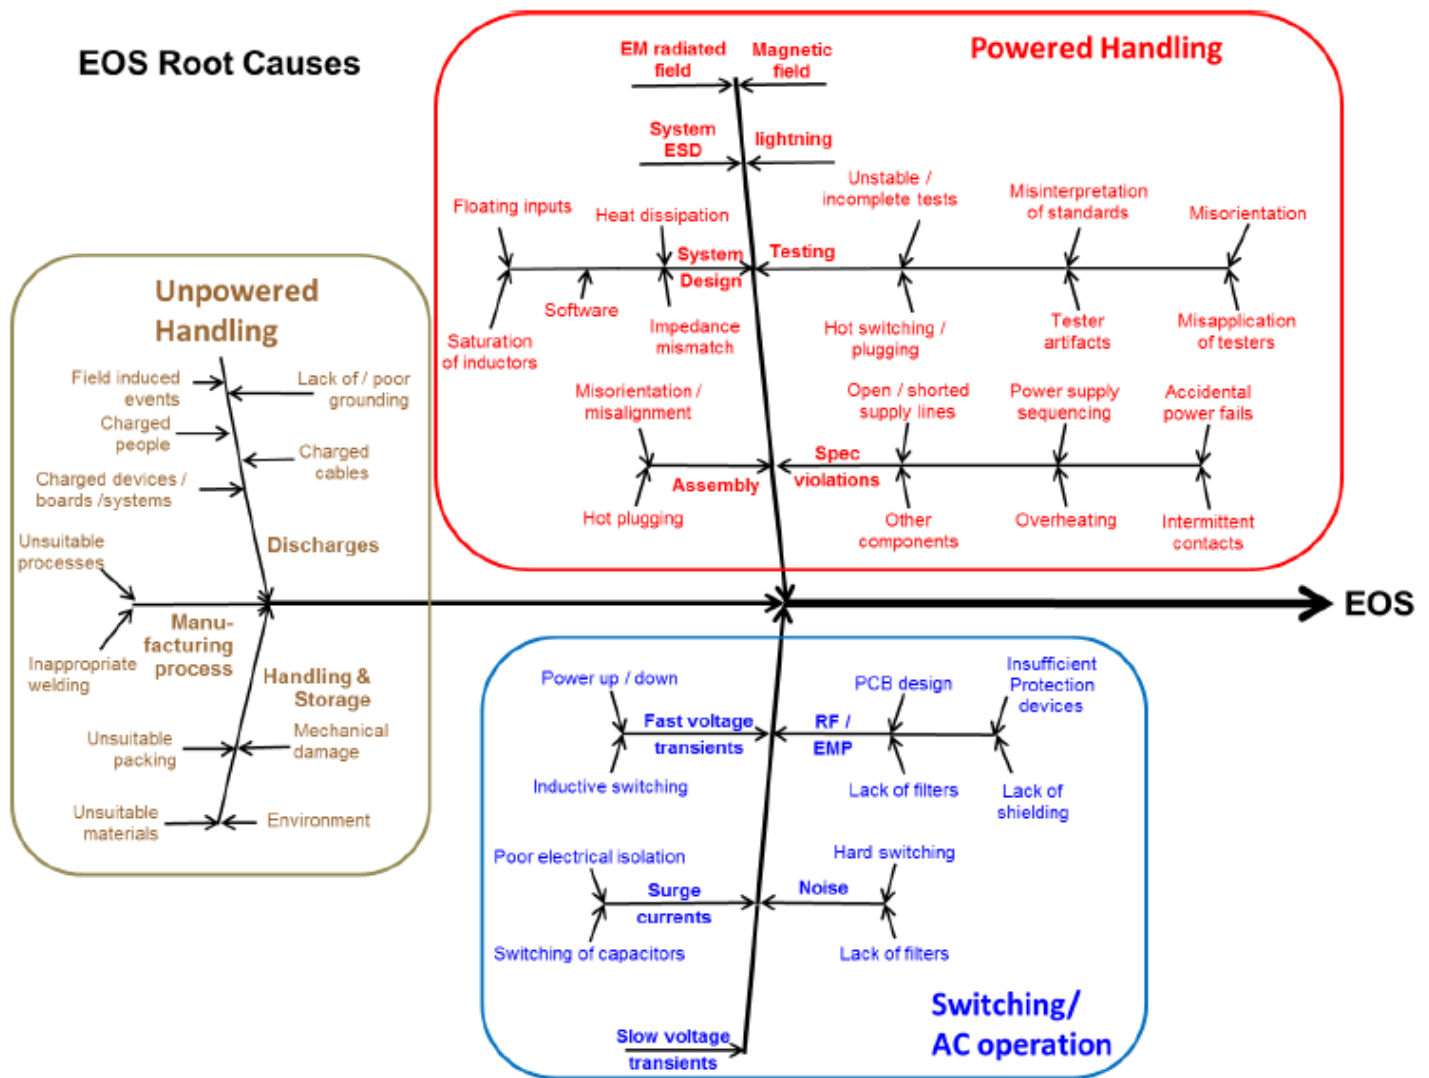 EOS Root Causes
Powered Handling
EM radiated
field
Magnetic
field
System
ESD
lightning
Floating inputs
Heat dissipation
Unstable /
incomplete tests
Misinterpretation
of standards
Misorientation
System
Design
Testing
Saturation
of inductors
Software
Impedance
mismatch
Hot switching /
plugging
Tester
artifacts
Misapplication
of testers
Misorientation /
misalignment
Open / shorted
supply lines
Power supply
sequencing
Accidental
power fails
Assembly
Spec
violations
Hot plugging
Other
components
Overheating
Intermittent
contacts
Unpowered
Handling
Field induced
events
Lack of / poor
grounding
Charged
people
Charged
cables
Charged devices /
boards /systems
Discharges
Unsuitable
processes
Manu-
facturing
process
Inappropriate
welding
Handling &
Storage
Unsuitable
packing
Mechanical
damage
Unsuitable
materials
Environment
EOS
Power up / down
PCB design
Insufficient
Protection
devices
Fast voltage
transients
RF /
EMP
Inductive switching
Lack of filters
Lack of
shielding
Poor electrical isolation
Hard switching
Surge
currents
Noise
Switching of capacitors
Lack of filters
Slow voltage
transients
Switching/
AC operation